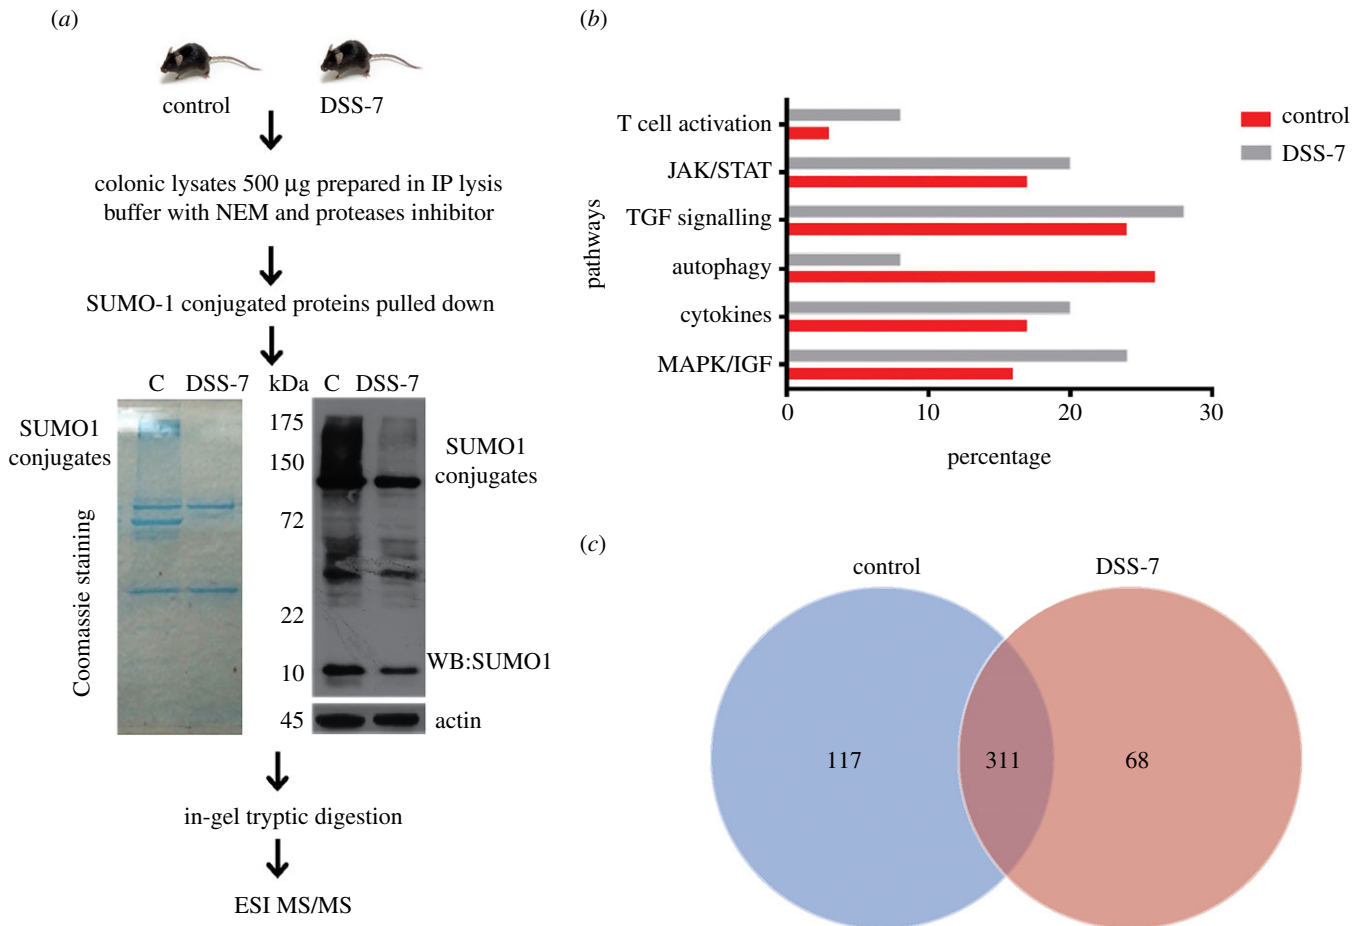 (a)
control
DSS-7
colonic lysates 500 µg prepared in IP lysis
buffer with NEM and proteases inhibitor
SUMO-1 conjugated proteins pulled down
C DSS-7 kDa C DSS-7
SUMO1
conjugates
Coomassie staining
175
150
72
22
10
45
SUMO1
conjugates
WB:SUMO1
actin
in-gel tryptic digestion
ESI MS/MS
(b)
pathways
T cell activation
JAK/STAT
TGF signalling
autophagy
cytokines
MAPK/IGF
0 10 20 30
percentage
control
DSS-7
(c)
control
DSS-7
117
311
68